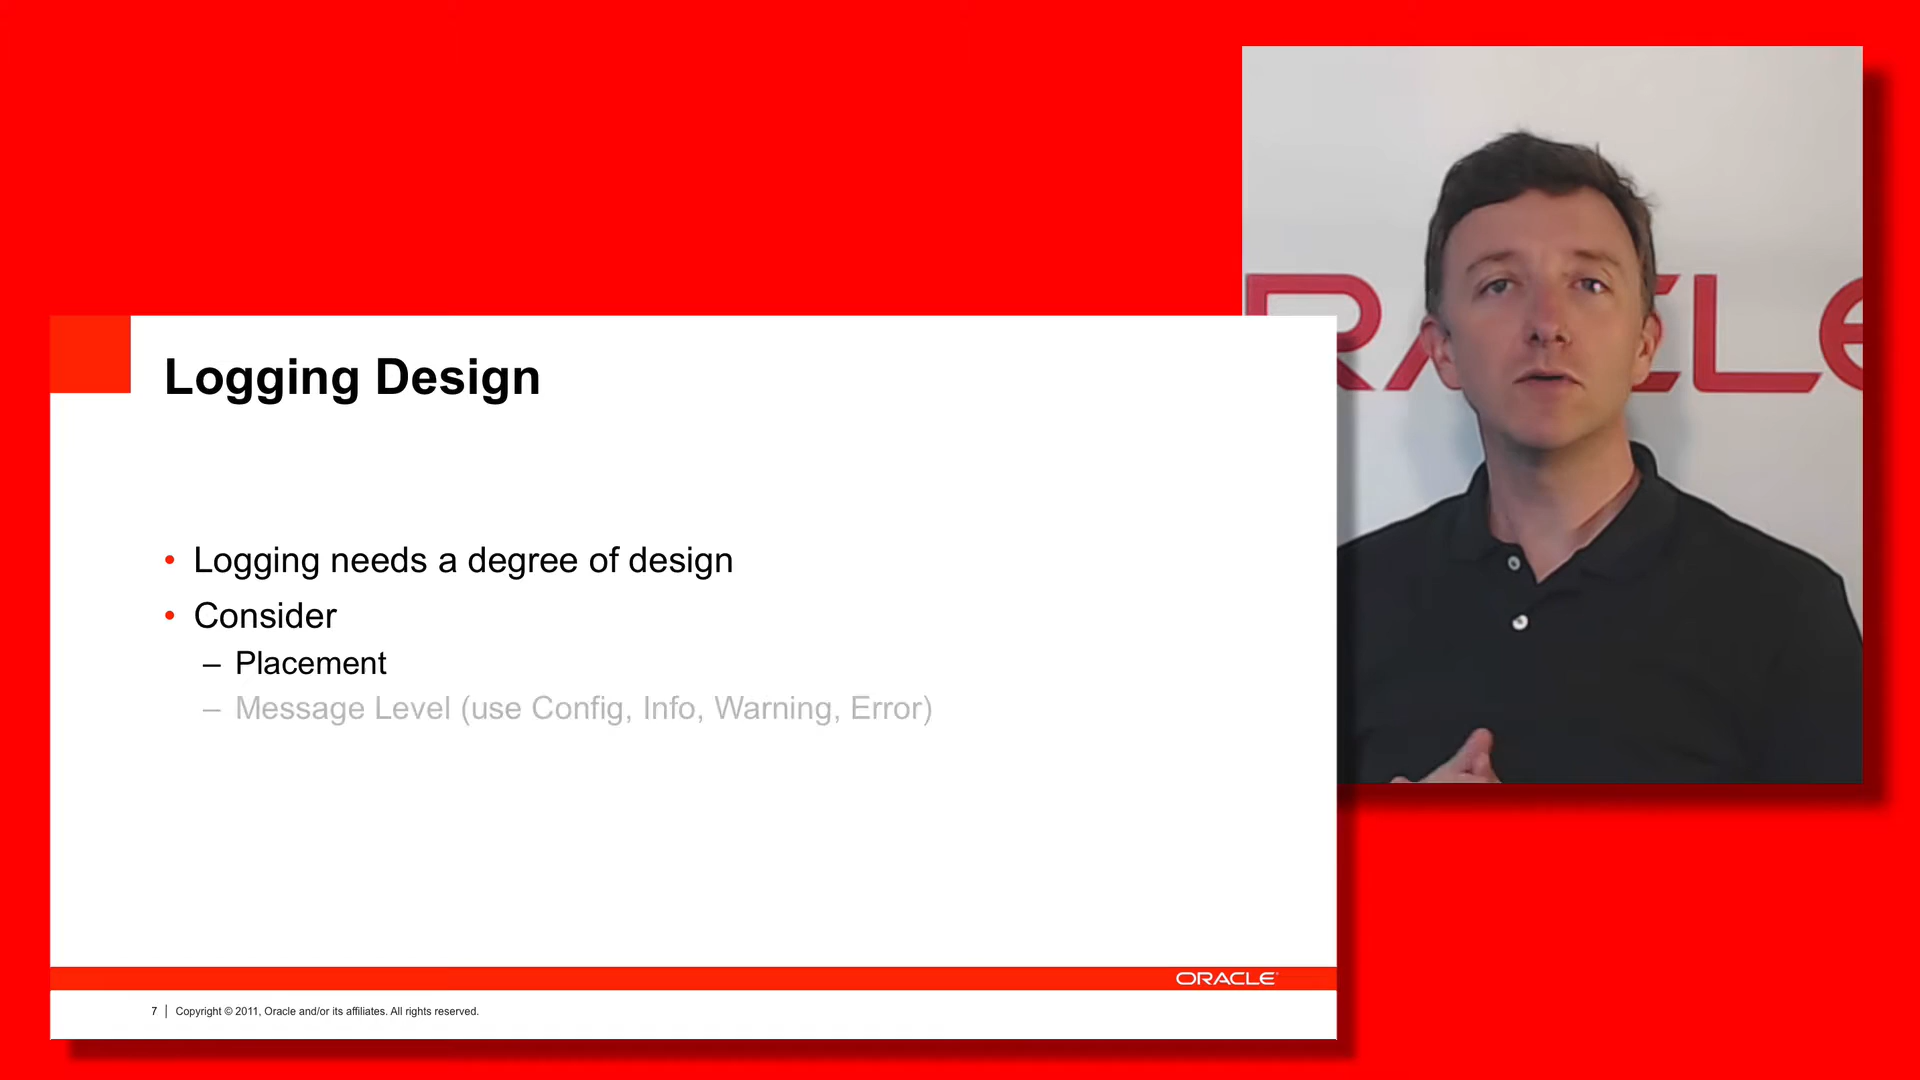 Logging Design
• Logging needs a degree of design
• Consider
– Placement
– Message Level (use Config, Info, Warning, Error)
ORACLE
7 | Copyright © 2011, Oracle and/or its affiliates. All rights reserved.